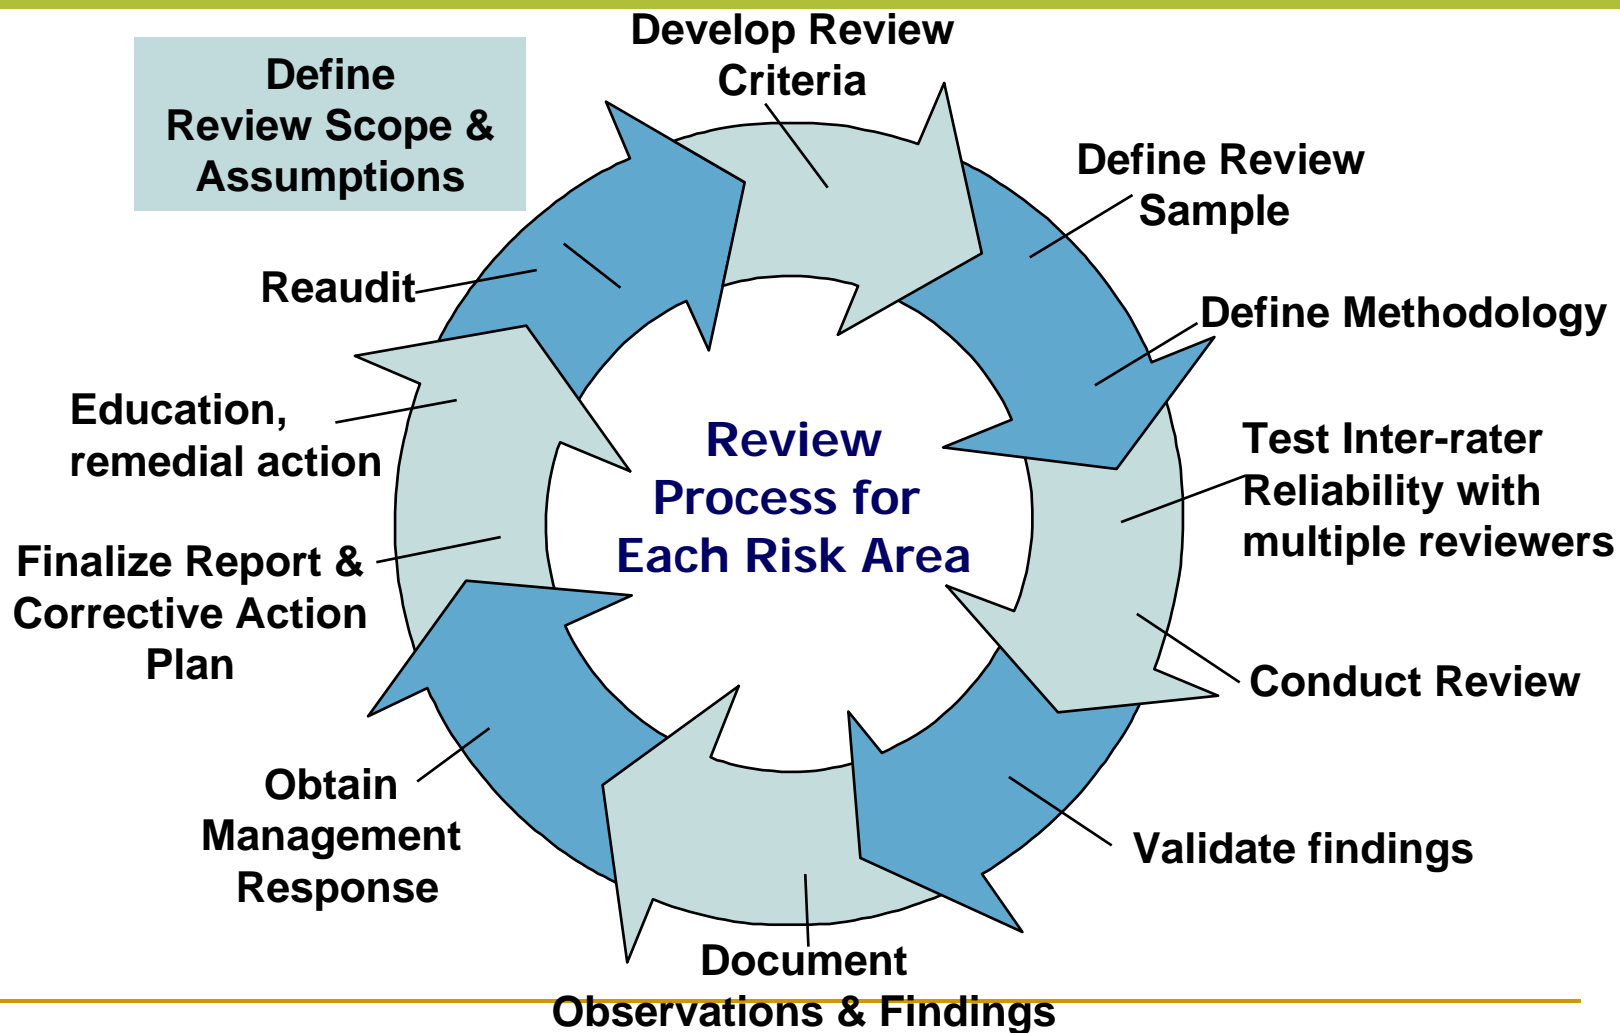 Define
Review Scope &
Assumptions
Develop Review
Criteria
Define Review
Sample
Define Methodology
Test Inter-rater
Reliability with
multiple reviewers
Conduct Review
Validate findings
Document
Observations & Findings
Obtain
Management
Response
Finalize Report &
Corrective Action
Plan
Education,
remedial action
Reaudit
Review
Process for
Each Risk Area